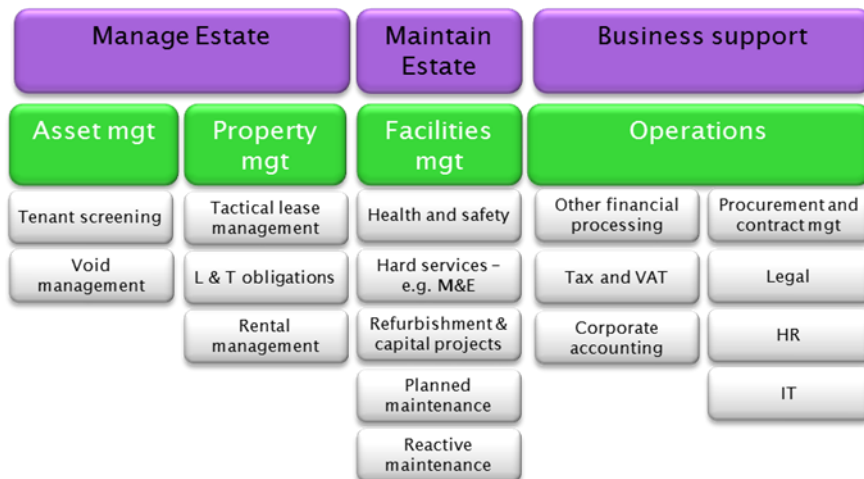 Manage Estate
Maintain
Estate
Business support
Asset mgt
Property
mgt
Facilities
mgt
Operations
Tenant screening
Void
management
Tactical lease
management
L & T obligations
Rental
management
Health and safety
Hard services –
e.g. M&E
Refurbishment &
capital projects
Planned
maintenance
Reactive
maintenance
Other financial
processing
Tax and VAT
Corporate
accounting
Procurement and
contract mgt
Legal
HR
IT